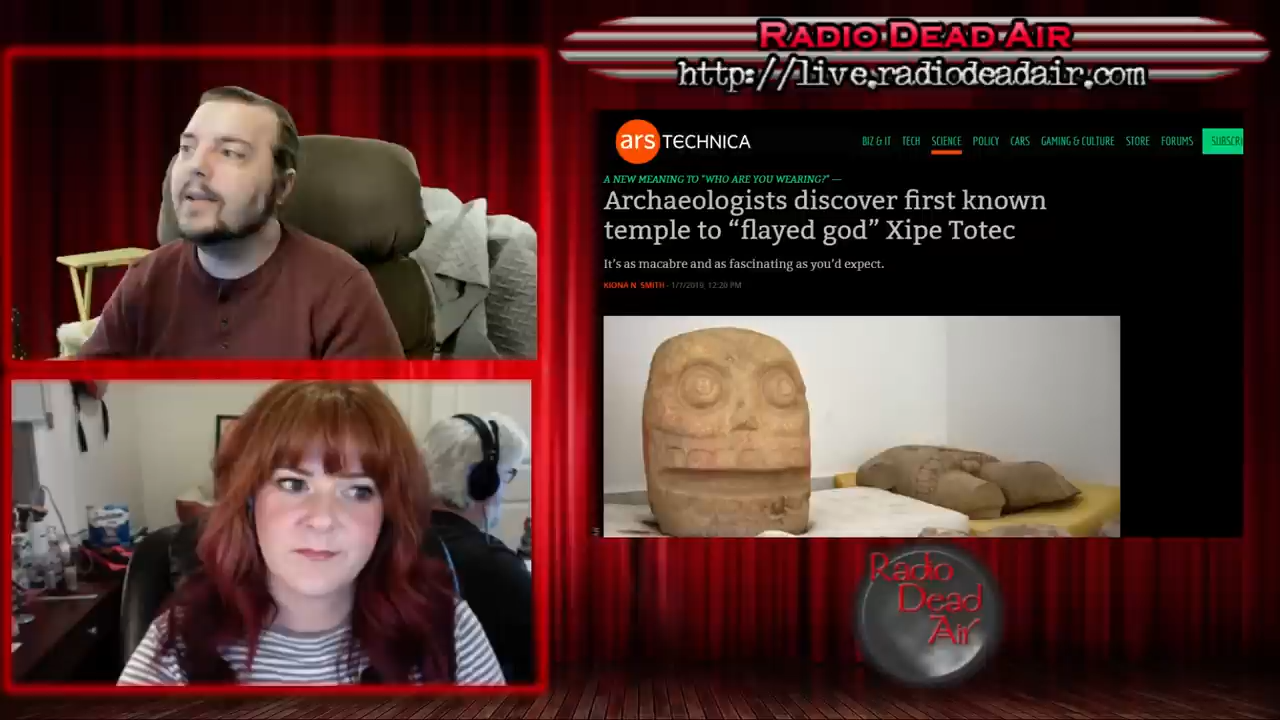 RADIO DEAD AIR
http://live.radiodeadair.com
ars TECHNICA
BIZ & IT TECH SCIENCE POLICY CARS GAMING & CULTURE STORE FORUMS SUBSCRI
A NEW MEANING TO "WHO ARE YOU WEARING?" —
Archaeologists discover first known
temple to “flayed god” Xipe Totec
It's as macabre and as fascinating as you'd expect.
KIONA N. SMITH - 1/7/2019, 12:20 PM
Radio
Dead
Air